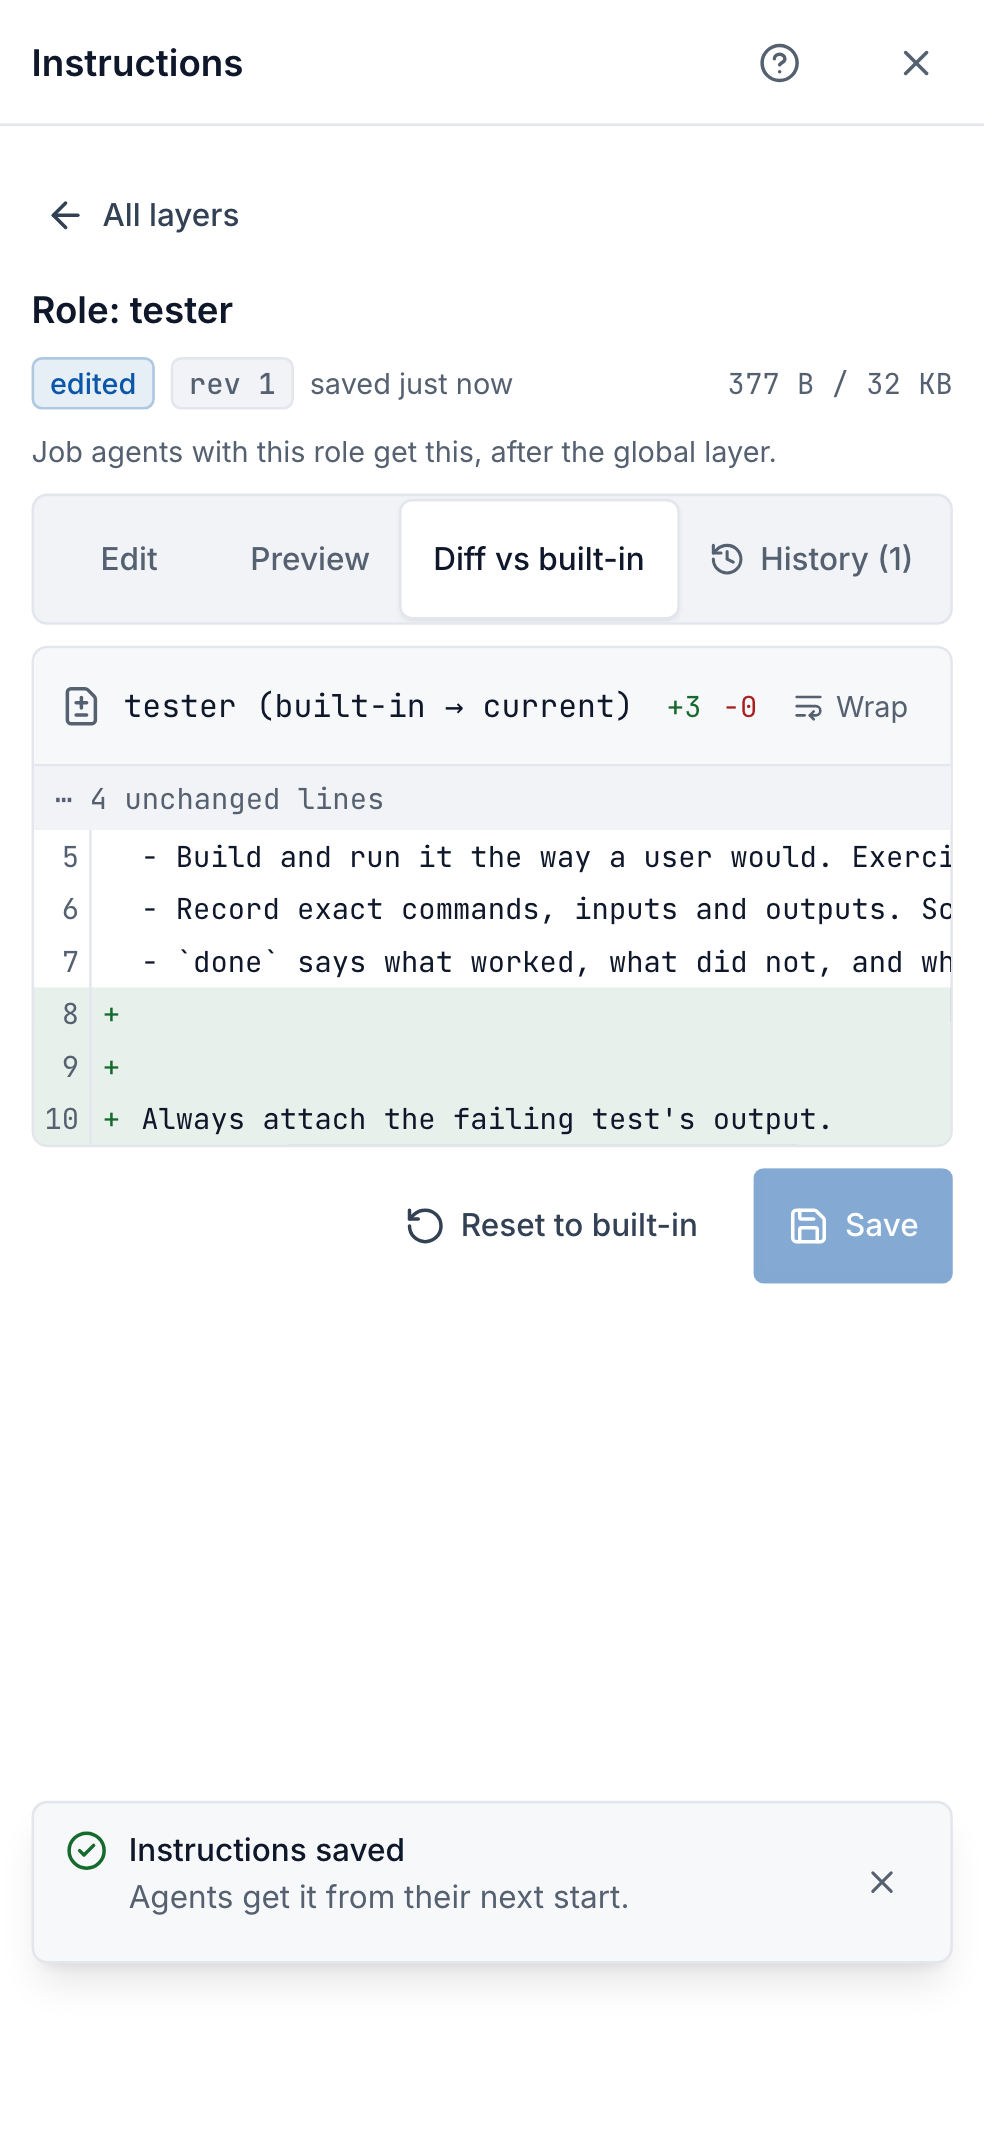 Instructions
All layers
Role: tester
edited rev 1 saved just now 377 B / 32 KB
Job agents with this role get this, after the global layer.
Edit Preview Diff vs built-in History (1)
tester (built-in → current) +3 -0 Wrap
⋯ 4 unchanged lines
5 - Build and run it the way a user would. Exerci
6 - Record exact commands, inputs and outputs. Sc
7 - `done` says what worked, what did not, and wh
8 +
9 +
10 + Always attach the failing test's output.
Reset to built-in Save
Instructions saved
Agents get it from their next start.